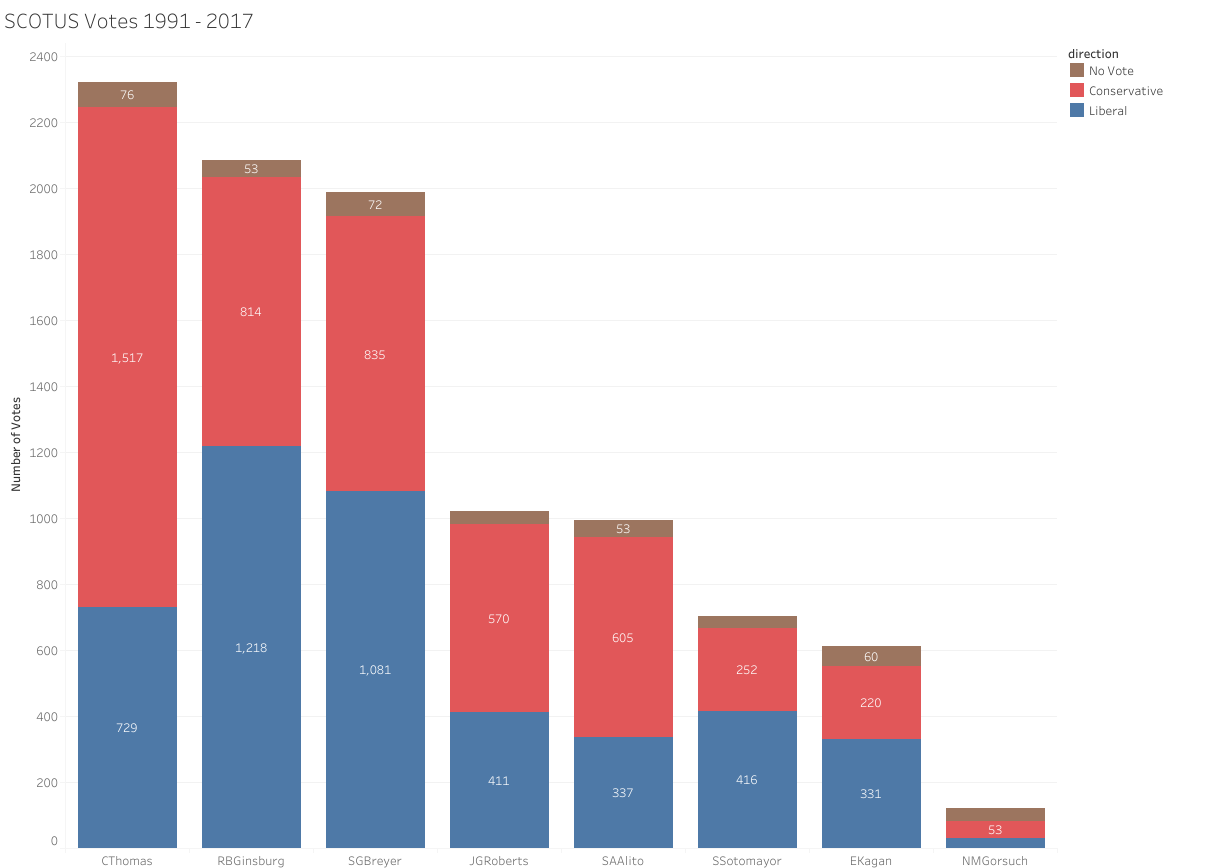 SCOTUS Votes 1991 - 2017
direction
No Vote
Conservative
Liberal
Number of Votes
2400
2200
2000
1800
1600
1400
1200
1000
800
600
400
200
0
76
1,517
729
53
814
1,218
72
835
1,081
570
411
53
605
337
252
416
60
220
331
53
CThomas
RBGinsburg
SGBreyer
JGRoberts
SAAlito
SSotomayor
EKagan
NMGorsuch